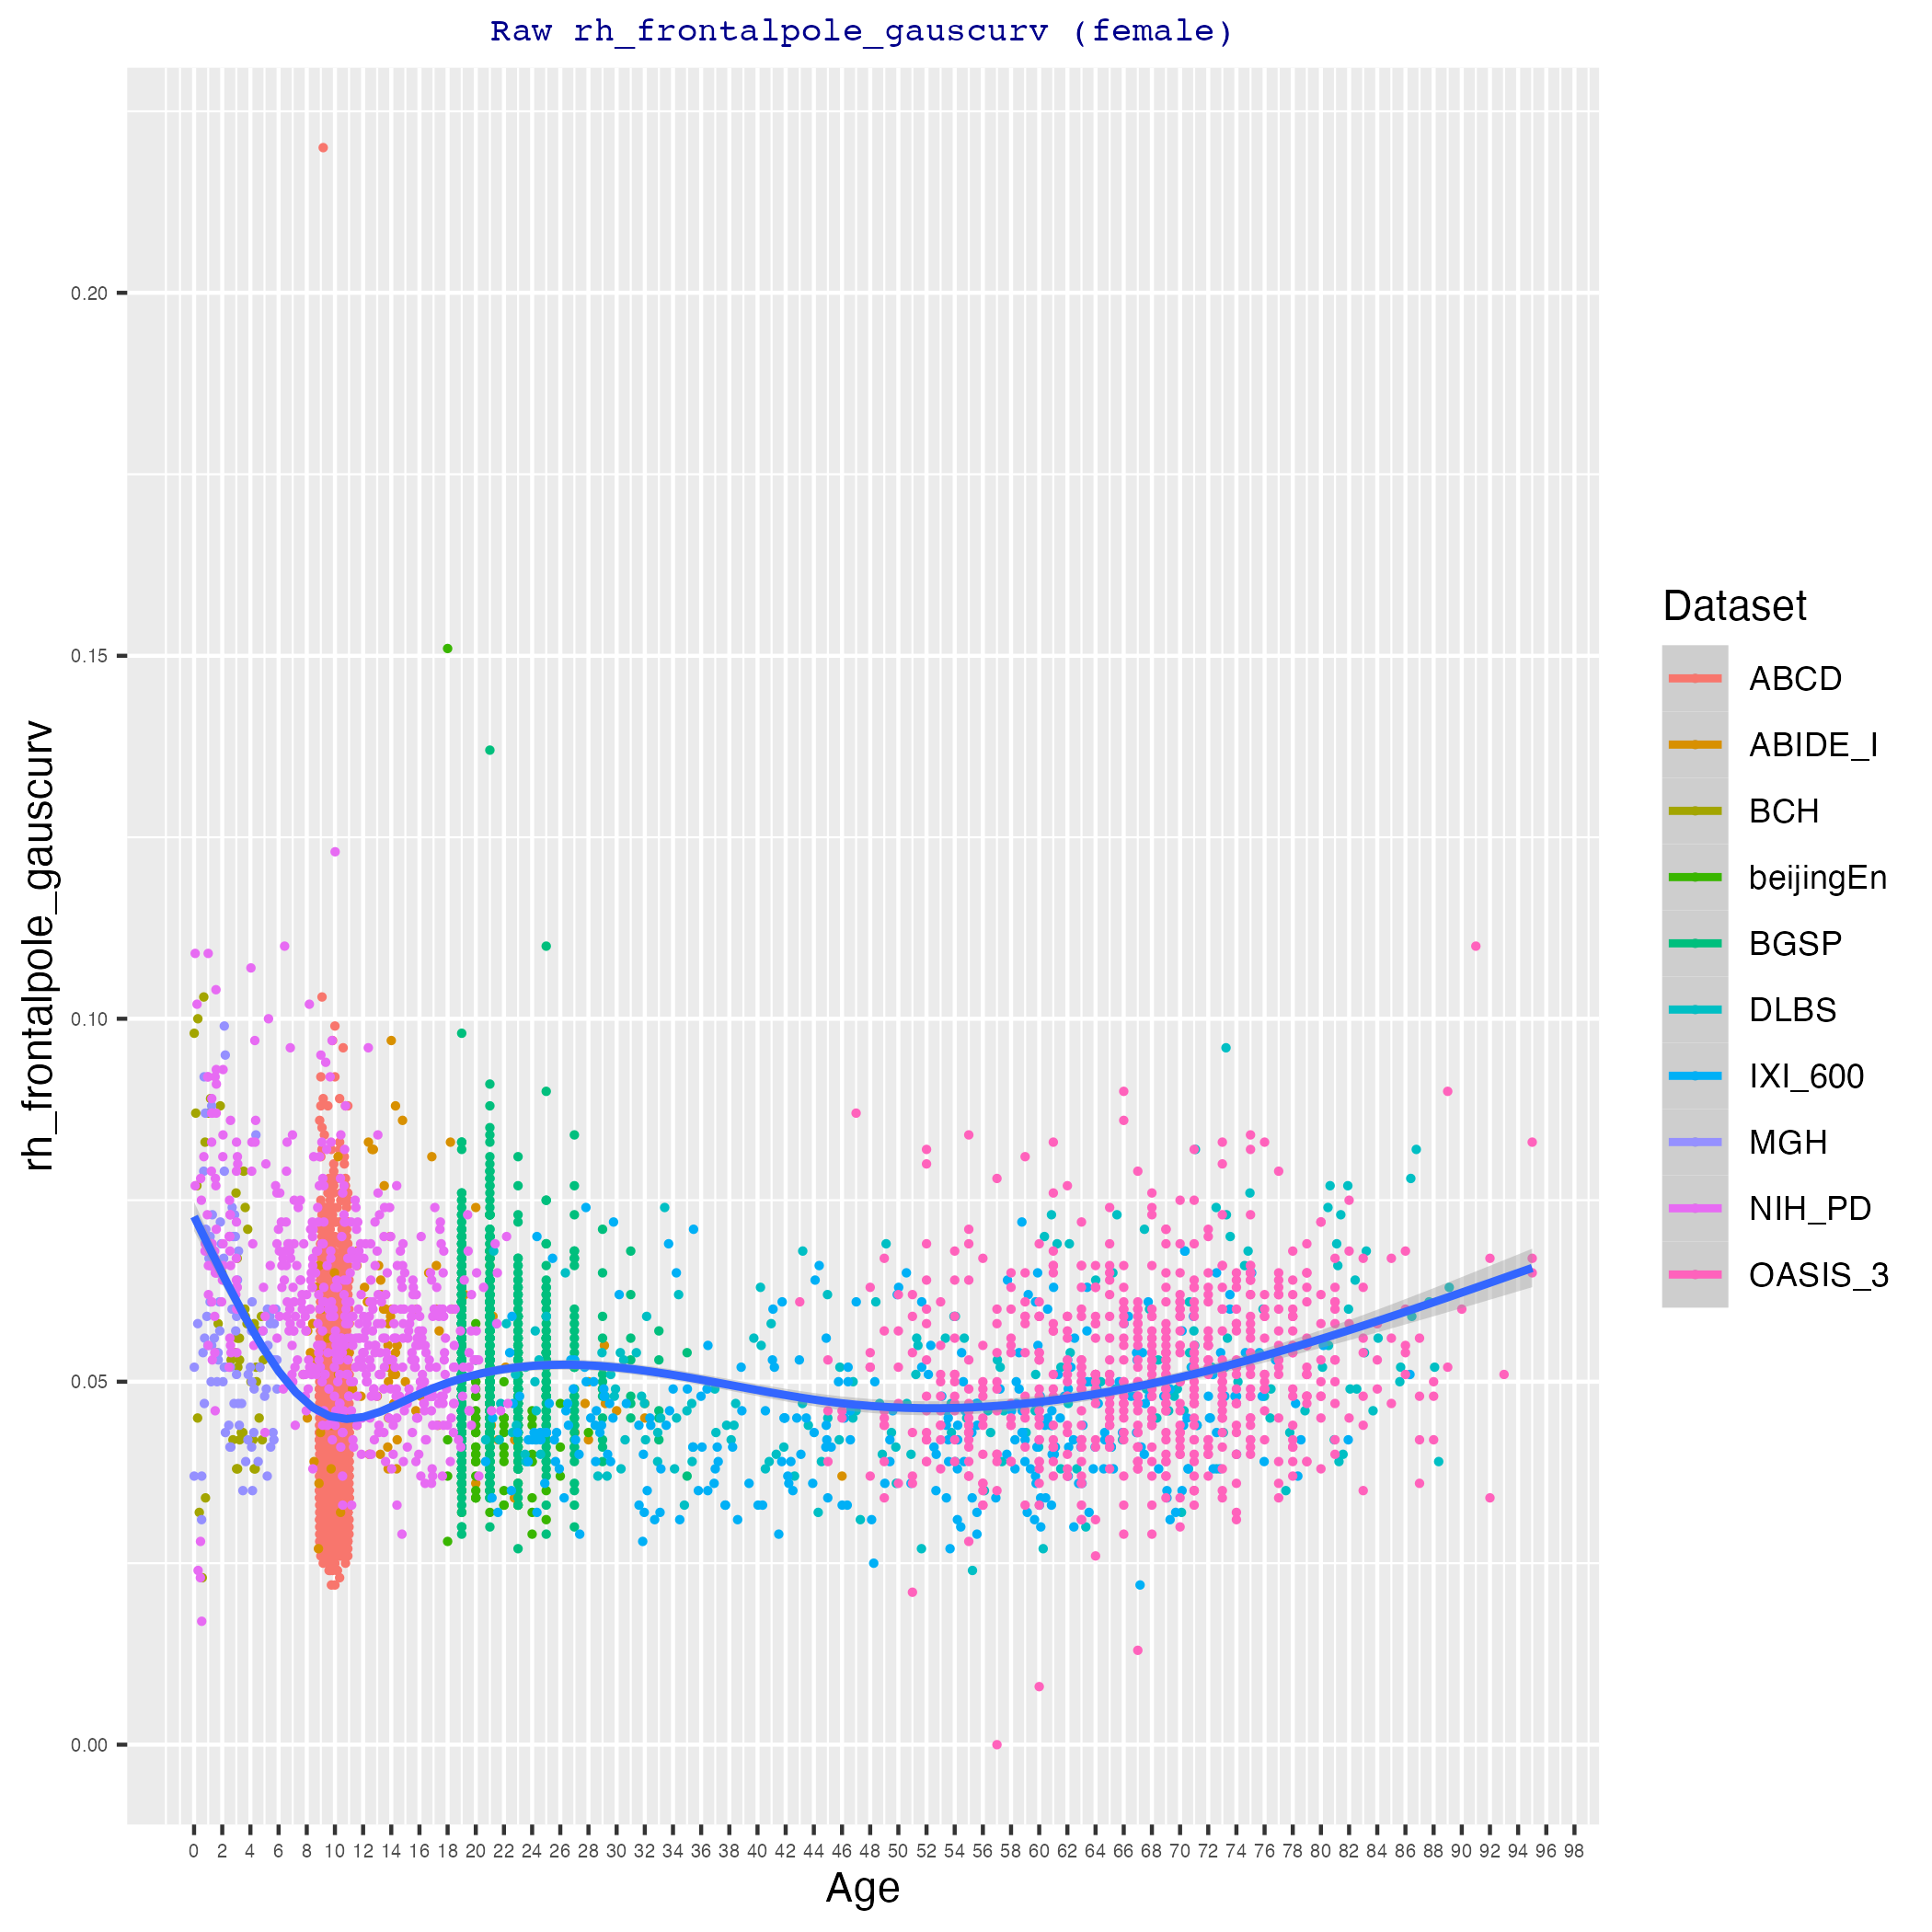 Raw rh_frontalpole_gauscurv (female)
rh_frontalpole_gauscurv
0.20
0.15
0.10
0.05
0.00
0 2 4 6 8 10 12 14 16 18 20 22 24 26 28 30 32 34 36 38 40 42 44 46 48 50 52 54 56 58 60 62 64 66 68 70 72 74 76 78 80 82 84 86 88 90 92 94 96 98
Age
Dataset
ABCD
ABIDE_I
BCH
beijingEn
BGSP
DLBS
IXI_600
MGH
NIH_PD
OASIS_3